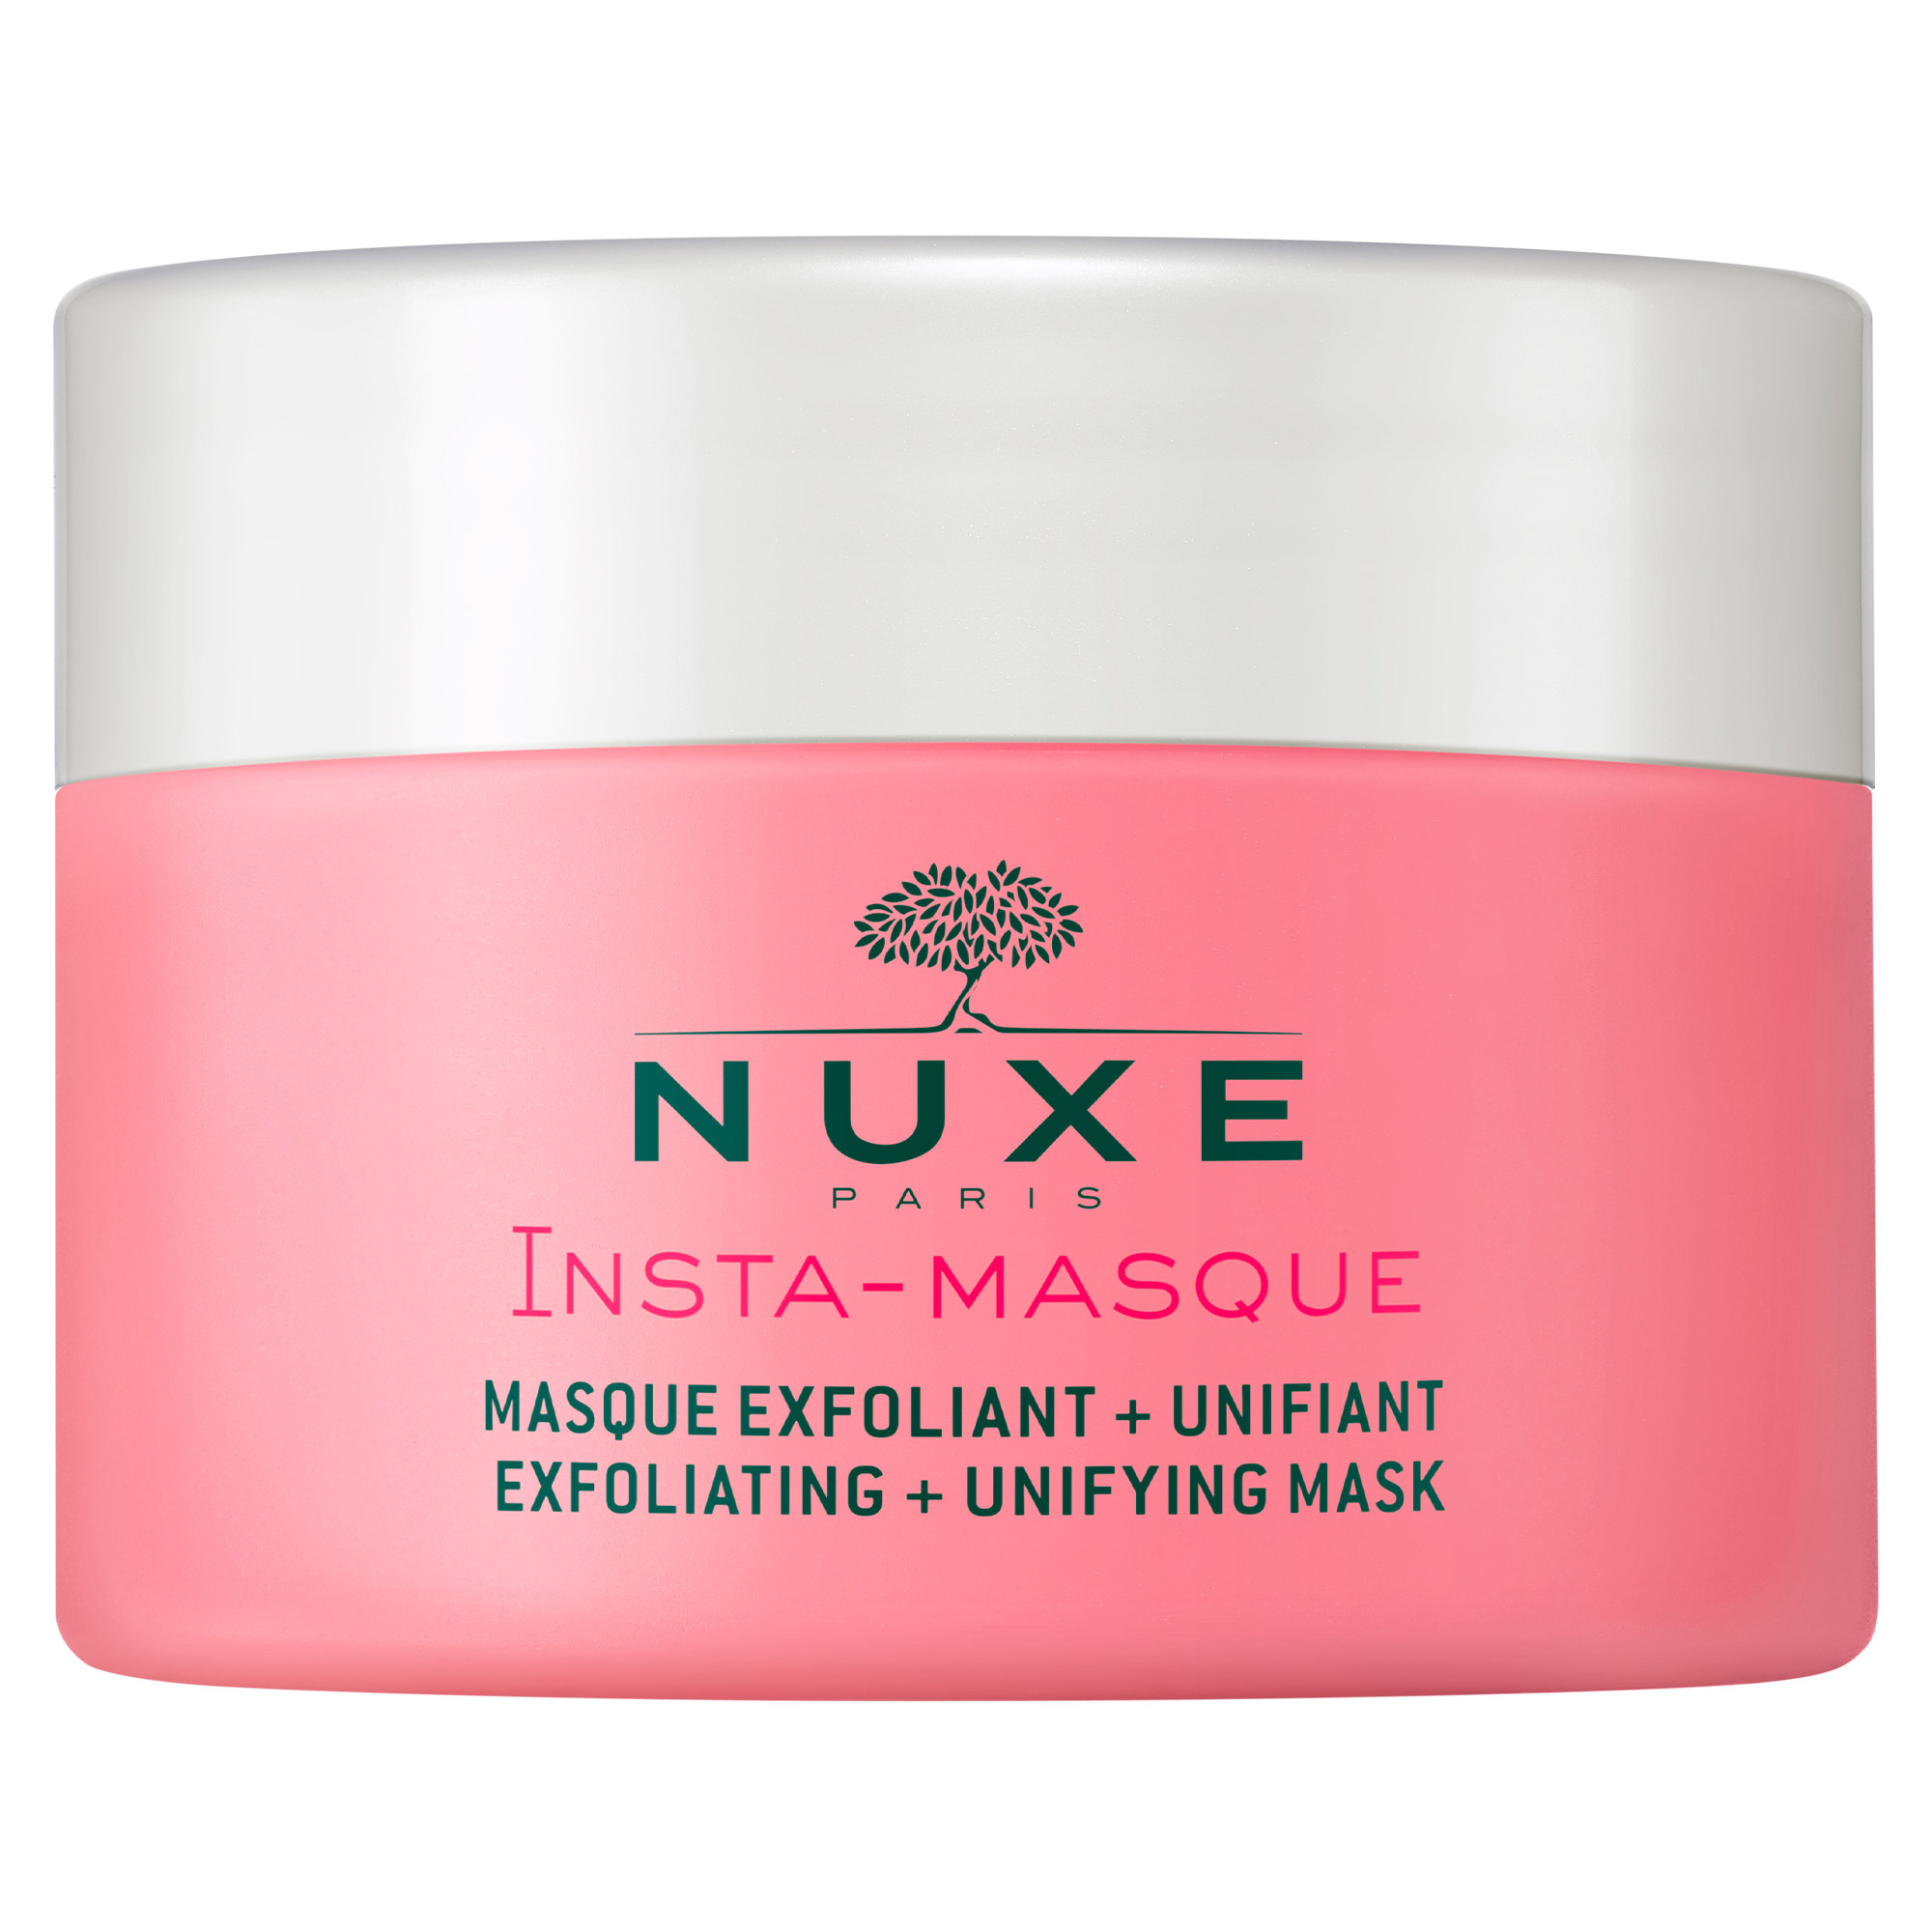 NUXE
PARIS
INSTA-MASQUE
MASQUE EXFOLIANT + UNIFIANT
EXFOLIATING + UNIFYING MASK